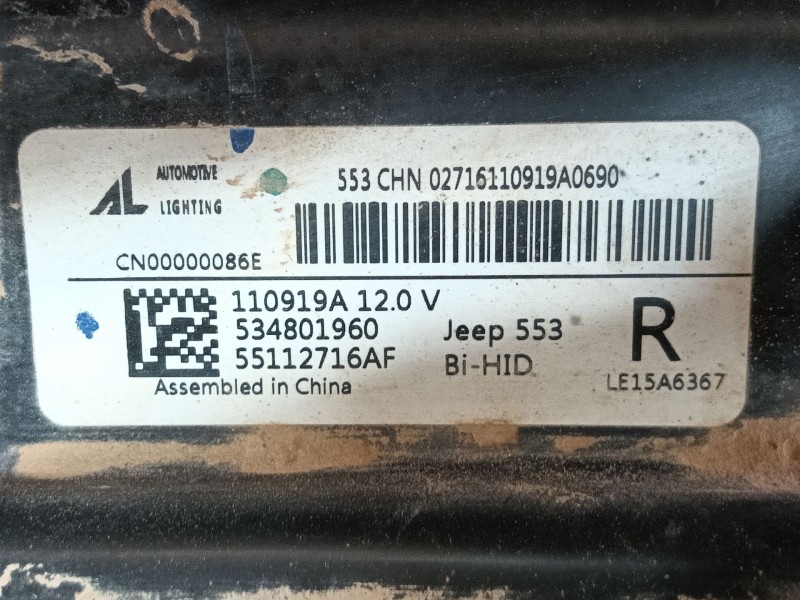 AL AUTOMOTIVE LIGHTING
553 CHN 02716110919A0690
CN00000086E
110919A 12.0 V
534801960 Jeep 553
55112716AF Bi-HID
R
Assembled in China
LE15A6367